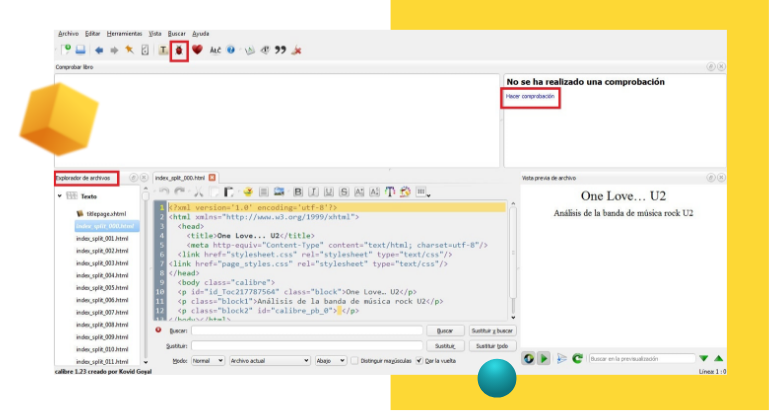 Archivo Editar Herramientas Vista Buscar Ayuda
Comprobar libro
No se ha realizado una comprobación
Hacer comprobación
Explorador de archivos
index_split_000.html
Vista previa de archivo
Texto
titlepage.xhtml
index_split_000.html
index_split_001.html
index_split_002.html
index_split_003.html
index_split_004.html
index_split_005.html
index_split_006.html
index_split_007.html
index_split_008.html
index_split_009.html
index_split_010.html
index_split_011.html
1 <?xml version='1.0' encoding='utf-8'?>
2 <html xmlns="http://www.w3.org/1999/xhtml">
3 <head>
4 <title>One Love... U2</title>
5 <meta http-equiv="Content-Type" content="text/html; charset=utf-8"/>
6 <link href="stylesheet.css" rel="stylesheet" type="text/css"/>
7 <link href="page_styles.css" rel="stylesheet" type="text/css"/>
8 </head>
9 <body class="calibre">
10 <p id="id_Toc217787564" class="block">One Love… U2</p>
11 <p class="block1">Análisis de la banda de música rock U2</p>
12 <p class="block2" id="calibre_pb_0"> </p>
13 </body></html>
One Love… U2
Análisis de la banda de música rock U2
Buscar: Buscar Sustituir y buscar
Sustituir: Sustituir Sustituir todo
Modo: Normal Archivo actual Abajo Distinguir mayúsculas Dar la vuelta
Buscar en la previsualización
calibre 1.23 creado por Kovid Goyal
Línea 1 : 0